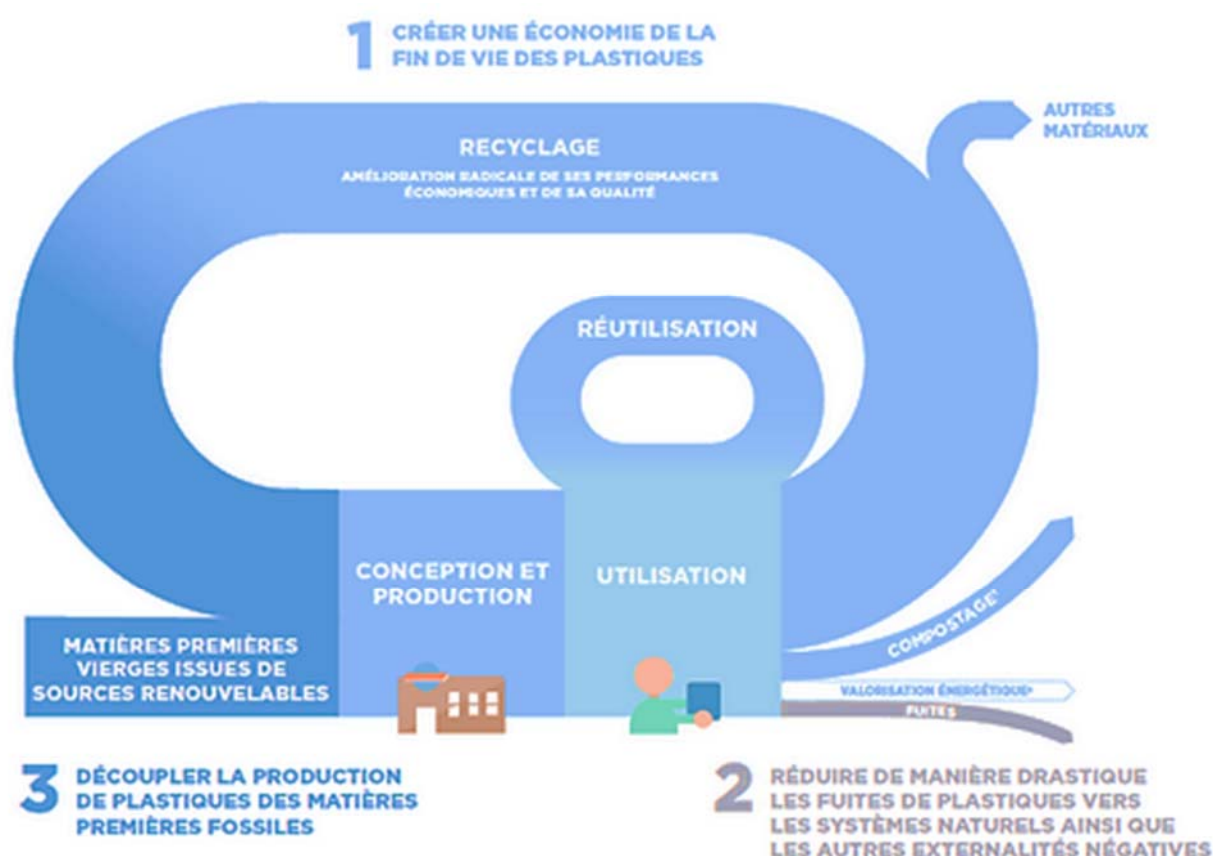 1 CRÉER UNE ÉCONOMIE DE LA
FIN DE VIE DES PLASTIQUES
AUTRES
MATÉRIAUX
RECYCLAGE
AMÉLIORATION RADICALE DE SES PERFORMANCES
ÉCONOMIQUES ET DE SA QUALITÉ
RÉUTILISATION
CONCEPTION ET
PRODUCTION
UTILISATION
MATIÈRES PREMIÈRES
VIERGES ISSUES DE
SOURCES RENOUVELABLES
COMPOSTAGE¹
VALORISATION ÉNERGÉTIQUE
FUITES
3 DÉCOUPLER LA PRODUCTION
DE PLASTIQUES DES MATIÈRES
PREMIÈRES FOSSILES
2 RÉDUIRE DE MANIÈRE DRASTIQUE
LES FUITES DE PLASTIQUES VERS
LES SYSTÈMES NATURELS AINSI QUE
LES AUTRES EXTERNALITÉS NÉGATIVES